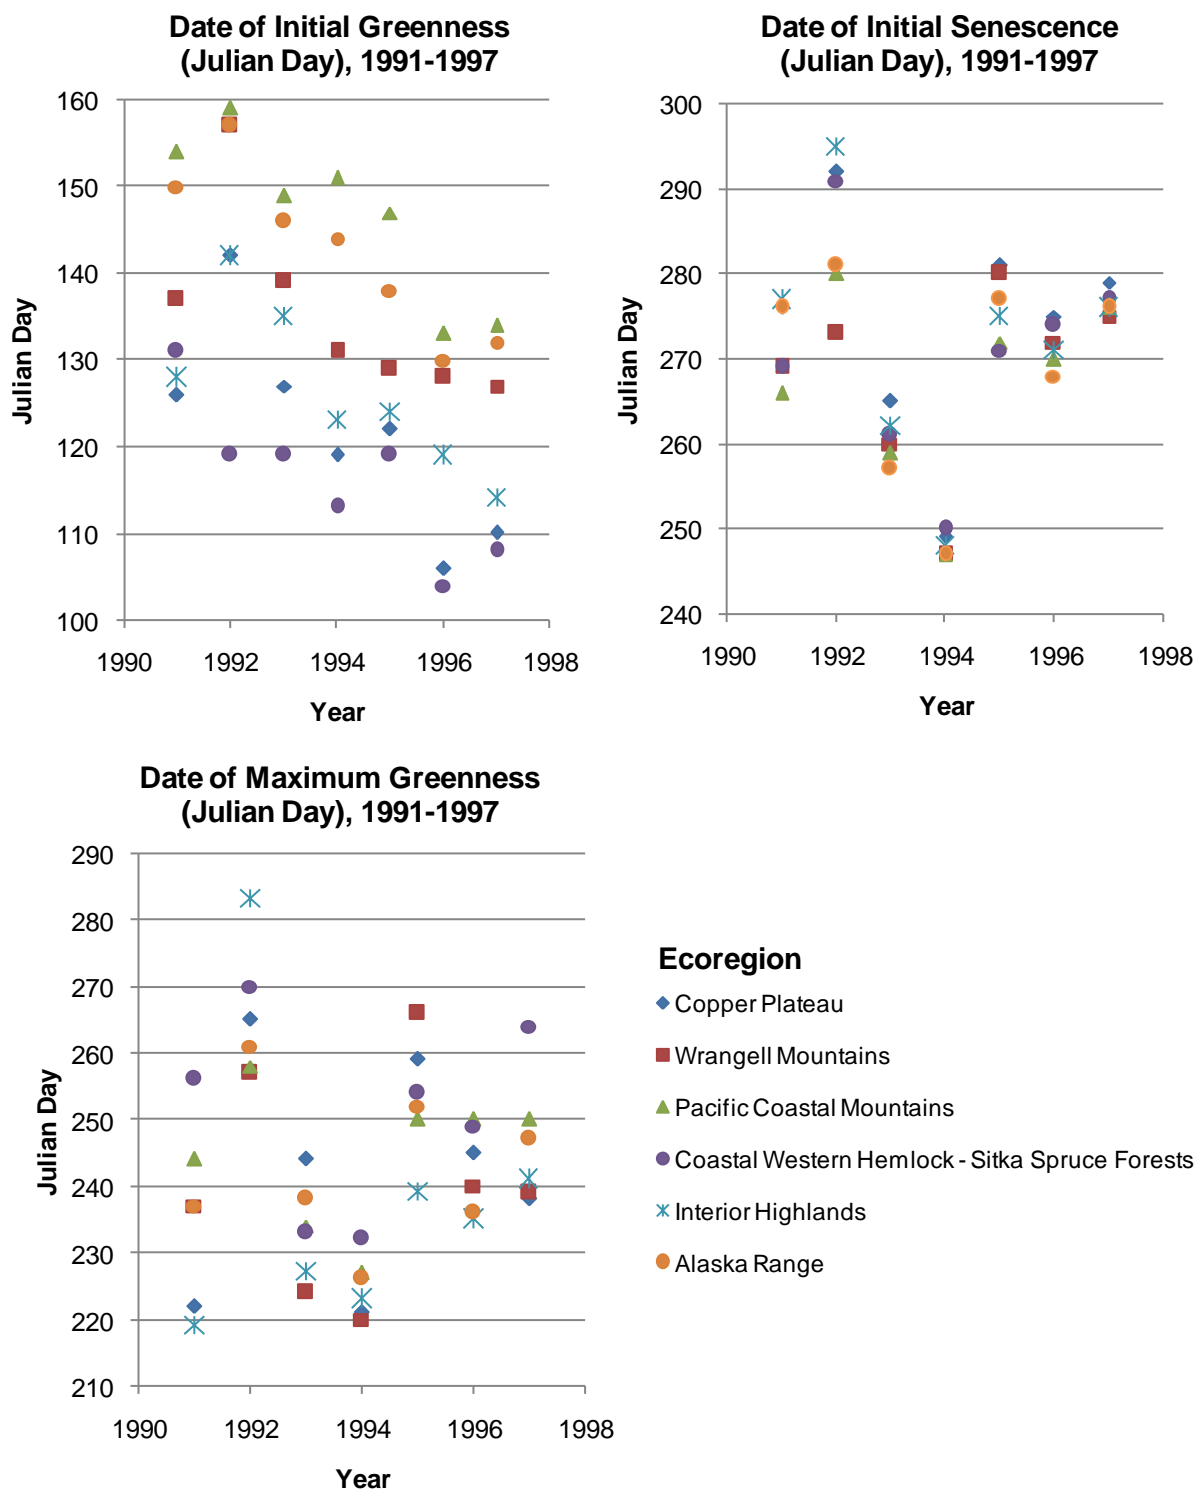 Date of Initial Greenness
(Julian Day), 1991-1997
160
150
140
130
120
110
100
Julian Day
1990
1992
1994
1996
1998
Year
Date of Initial Senescence
(Julian Day), 1991-1997
300
290
280
270
260
250
240
Julian Day
1990
1992
1994
1996
1998
Year
Date of Maximum Greenness
(Julian Day), 1991-1997
290
280
270
260
250
240
230
220
210
Julian Day
1990
1992
1994
1996
1998
Year
Ecoregion
Copper Plateau
Wrangell Mountains
Pacific Coastal Mountains
Coastal Western Hemlock - Sitka Spruce Forests
Interior Highlands
Alaska Range